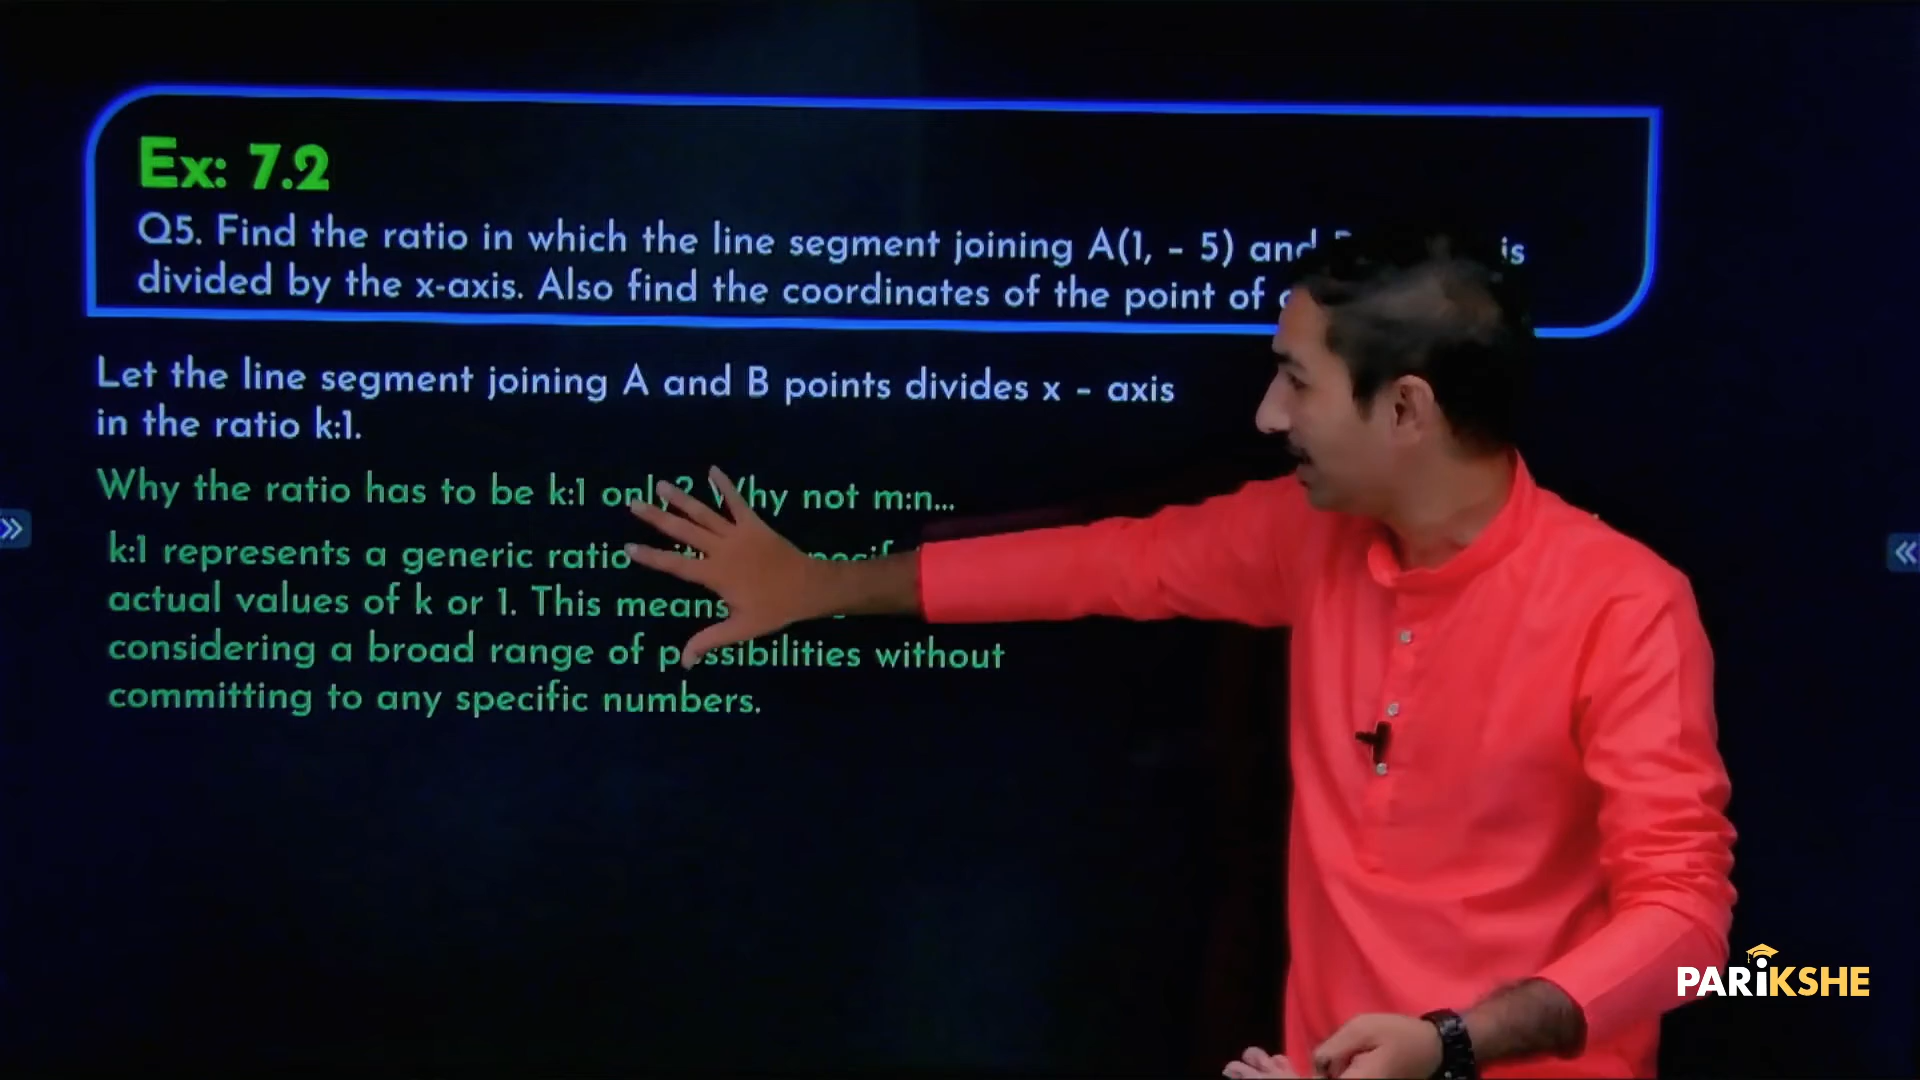 Ex: 7.2
Q5. Find the ratio in which the line segment joining A(1, – 5) and is
divided by the x-axis. Also find the coordinates of the point of
Let the line segment joining A and B points divides x – axis
in the ratio k:1.
Why the ratio has to be k:1 only? Why not m:n...
k:1 represents a generic ratio
actual values of k or 1. This means
considering a broad range of possibilities without
committing to any specific numbers.
PARIKSHE